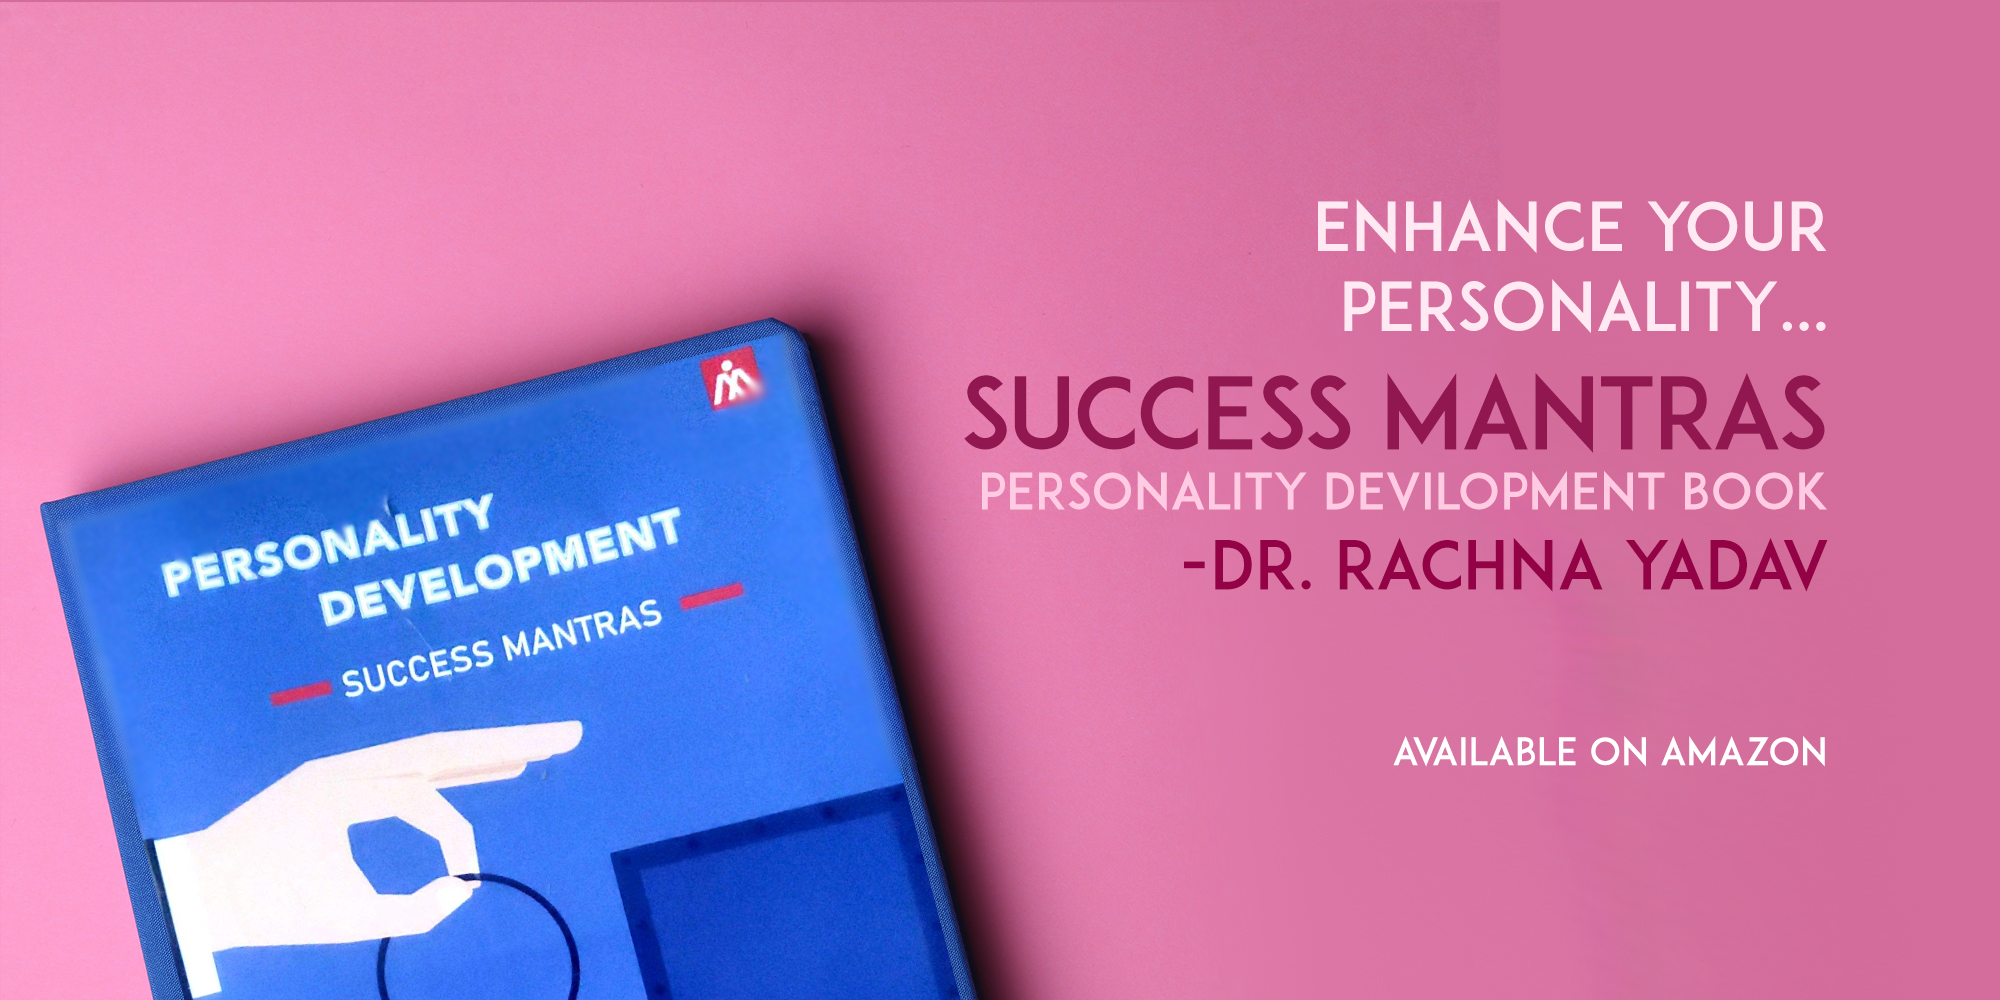 ENHANCE YOUR
PERSONALITY...
SUCCESS MANTRAS
PERSONALITY DEVILOPMENT BOOK
-DR. RACHNA YADAV
AVAILABLE ON AMAZON
PERSONALITY
DEVELOPMENT
SUCCESS MANTRAS